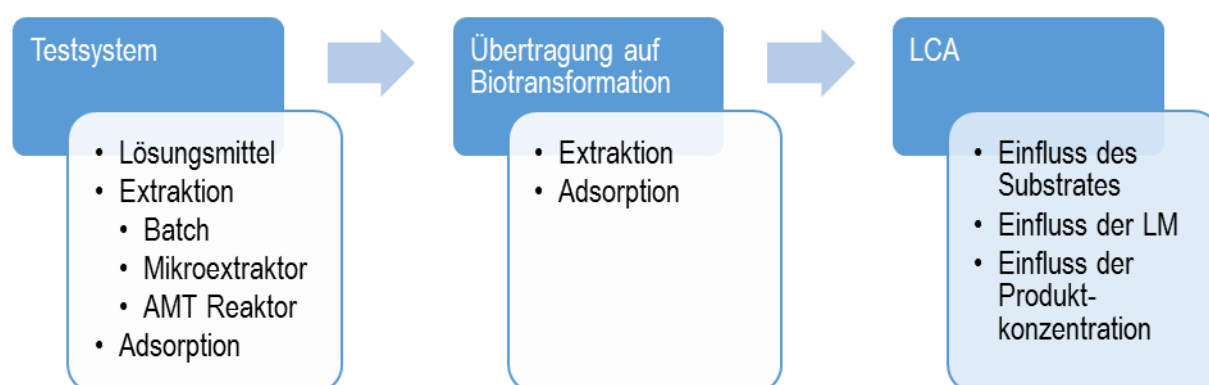 Testsystem
• Lösungsmittel
• Extraktion
• Batch
• Mikroextraktor
• AMT Reaktor
• Adsorption
Übertragung auf
Biotransformation
• Extraktion
• Adsorption
LCA
• Einfluss des
Substrates
• Einfluss der LM
• Einfluss der
Produkt-
konzentration